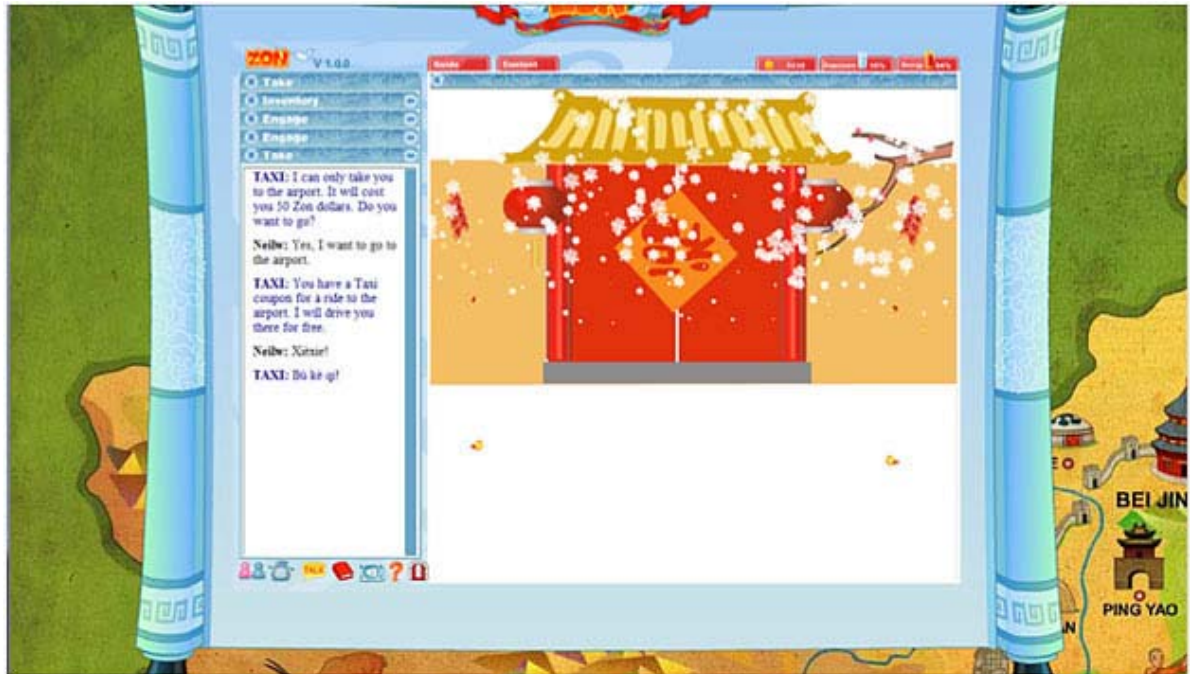 ZON
V 1.0.0
Guide
Content
Take
Inventory
Engage
Engage
Take
TAXI: I can only take you
to the airport. It will cost
you 50 Zon dollars. Do you
want to go?
Neilw: Yes, I want to go to
the airport.
TAXI: You have a Taxi
coupon for a ride to the
airport. I will drive you
there for free.
Neilw: Xièxie!
TAXI: Bù kè qi!
TALK
BEI JIN
PING YAO
AN